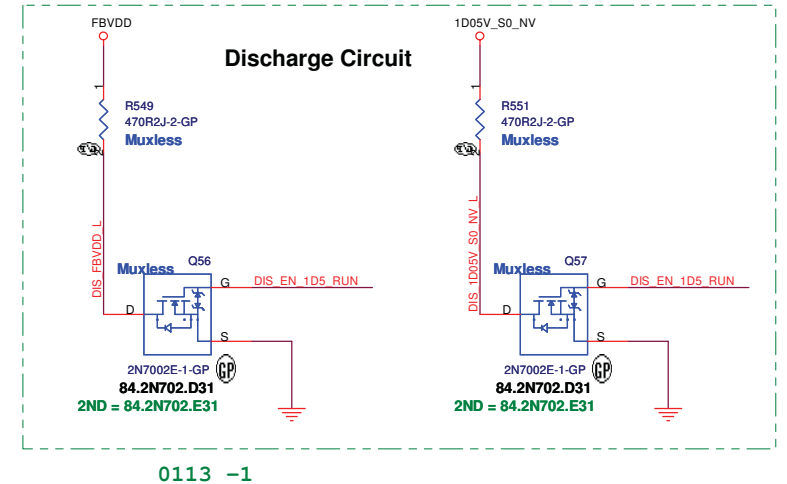 FBVDD
1D05V_S0_NV
Discharge Circuit
1
R549
470R2J-2-GP
Muxless
2
DIS_FBVDD_L
Muxless
Q56
G
DIS_EN_1D5_RUN
D
S
2N7002E-1-GP
GP
84.2N702.D31
2ND = 84.2N702.E31
1
R551
470R2J-2-GP
Muxless
2
DIS_1D05V_S0_NV_L
Muxless
Q57
G
DIS_EN_1D5_RUN
D
S
2N7002E-1-GP
GP
84.2N702.D31
2ND = 84.2N702.E31
0113 -1